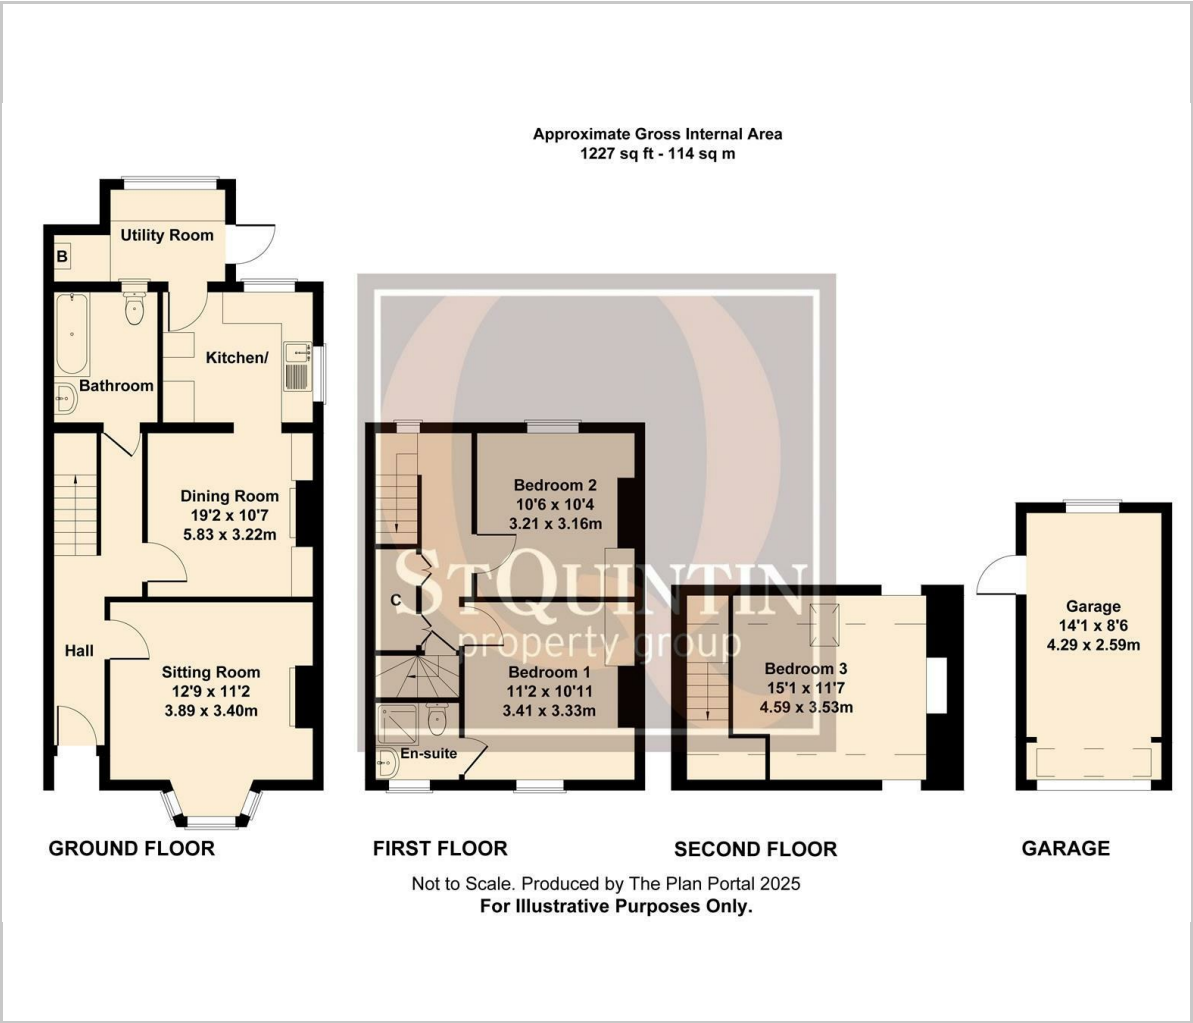 Approximate Gross Internal Area
1227 sq ft - 114 sq m
Utility Room
B
Kitchen/
Bathroom
Dining Room
19'2 x 10'7
5.83 x 3.22m
Hall
Sitting Room
12'9 x 11'2
3.89 x 3.40m
GROUND FLOOR
Bedroom 2
10'6 x 10'4
3.21 x 3.16m
C
STQUINTIN
property group
Bedroom 1
11'2 x 10'11
3.41 x 3.33m
En-suite
FIRST FLOOR
Bedroom 3
15'1 x 11'7
4.59 x 3.53m
SECOND FLOOR
Garage
14'1 x 8'6
4.29 x 2.59m
GARAGE
Not to Scale. Produced by The Plan Portal 2025
For Illustrative Purposes Only.